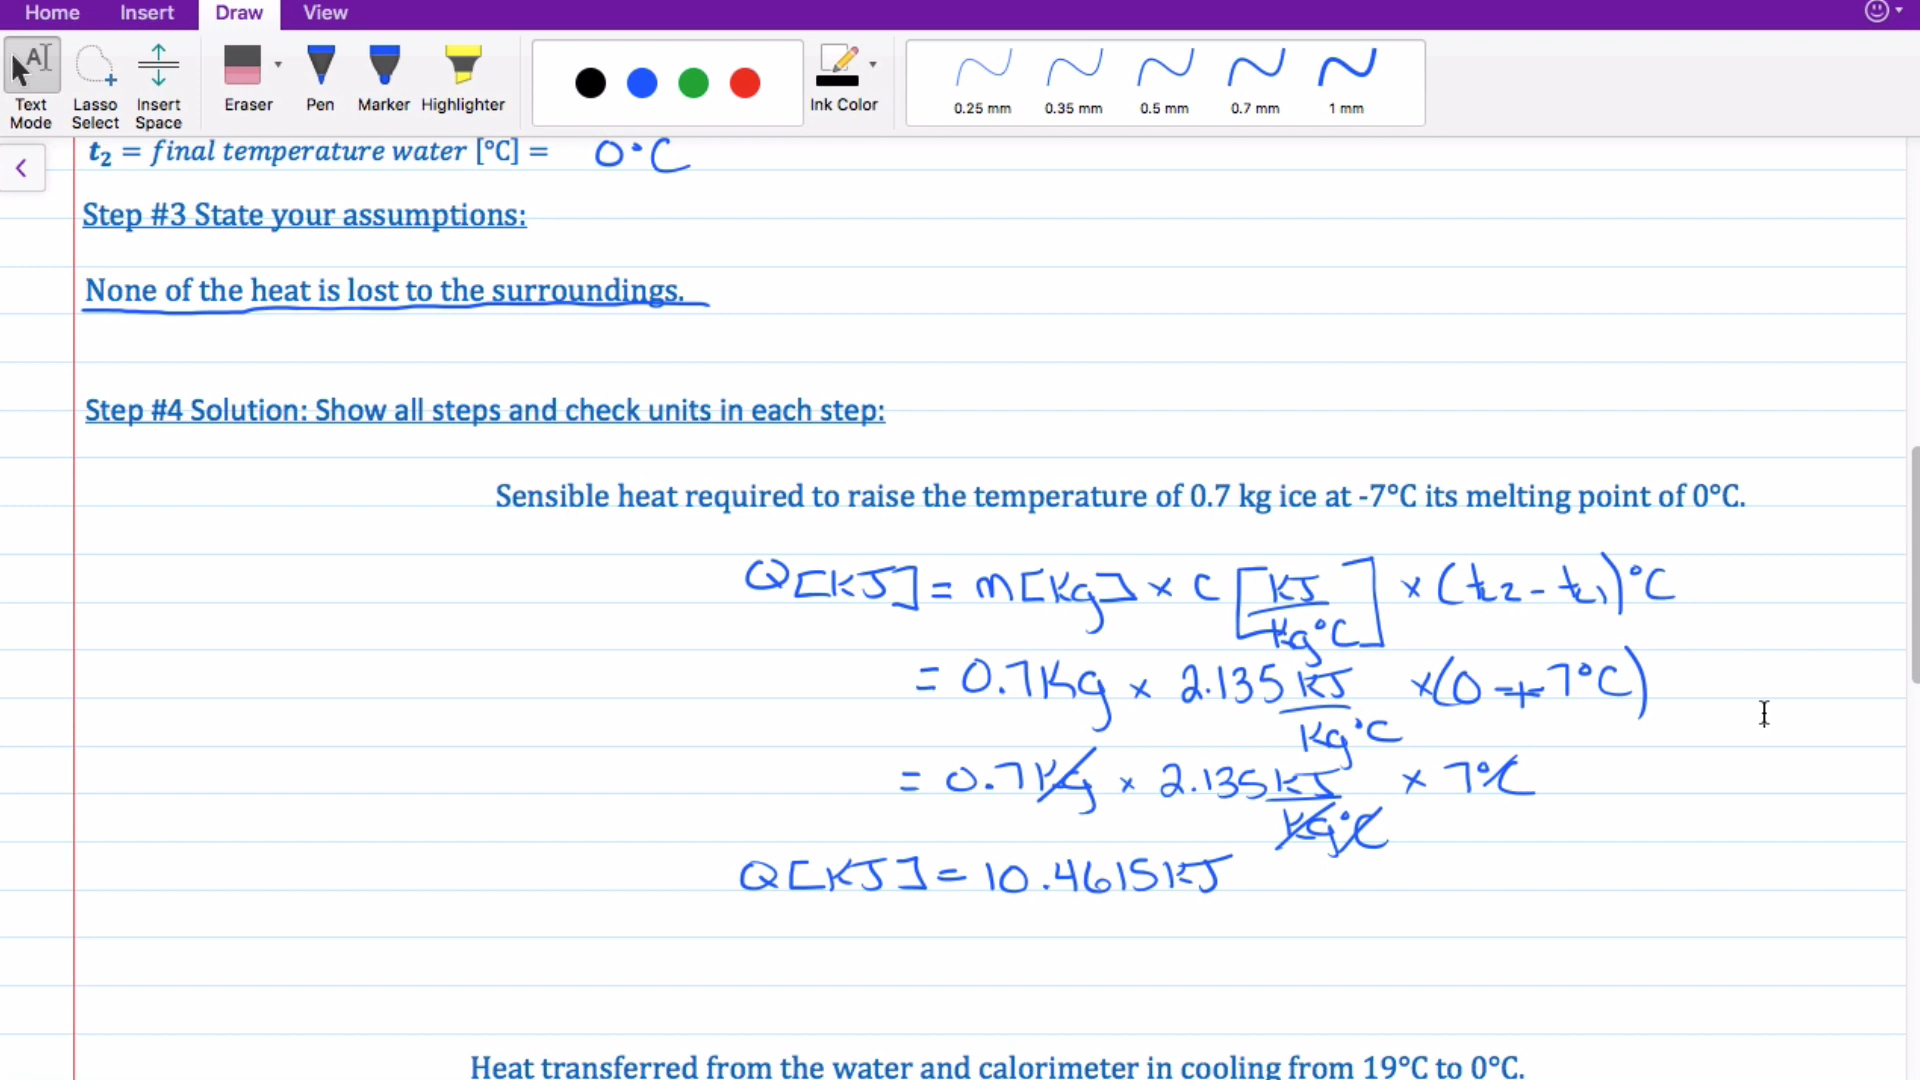 Home Insert Draw View
Text Mode Lasso Select Insert Space Eraser Pen Marker Highlighter Ink Color 0.25 mm 0.35 mm 0.5 mm 0.7 mm 1 mm
t₂ = final temperature water [°C] = 0°C
Step #3 State your assumptions:
None of the heat is lost to the surroundings.
Step #4 Solution: Show all steps and check units in each step:
Sensible heat required to raise the temperature of 0.7 kg ice at -7°C its melting point of 0°C.
Q[KJ] = m[Kg] × C [KJ/Kg°C] × (t2 - t1)°C
= 0.7Kg × 2.135 KJ/Kg°C × (0 + 7°C)
= 0.7Kg × 2.135 KJ/Kg°C × 7°C
Q[KJ] = 10.4615KJ
Heat transferred from the water and calorimeter in cooling from 19°C to 0°C.